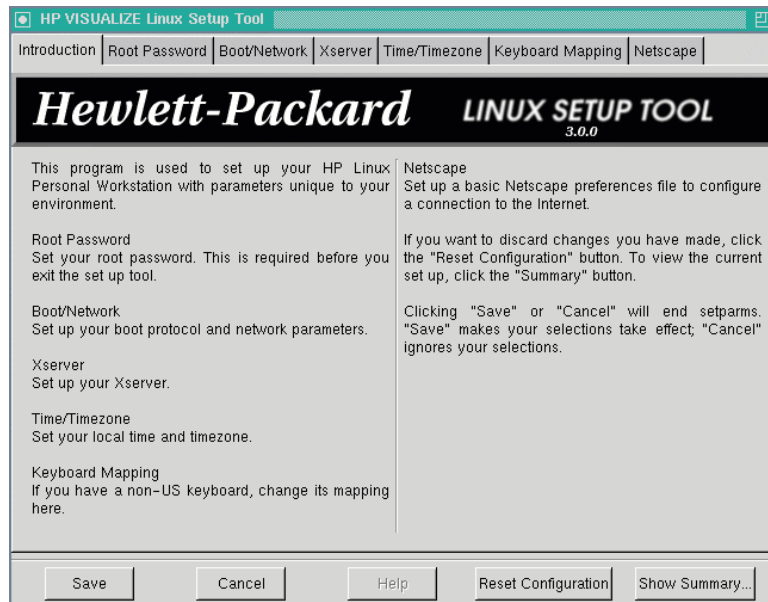 HP VISUALIZE Linux Setup Tool
Introduction Root Password Boot/Network Xserver Time/Timezone Keyboard Mapping Netscape
Hewlett-Packard LINUX SETUP TOOL
3.0.0
This program is used to set up your HP Linux
Personal Workstation with parameters unique to your
environment.
Root Password
Set your root password. This is required before you
exit the set up tool.
Boot/Network
Set up your boot protocol and network parameters.
Xserver
Set up your Xserver.
Time/Timezone
Set your local time and timezone.
Keyboard Mapping
If you have a non-US keyboard, change its mapping
here.
Netscape
Set up a basic Netscape preferences file to configure
a connection to the Internet.
If you want to discard changes you have made, click
the "Reset Configuration" button. To view the current
set up, click the "Summary" button.
Clicking "Save" or "Cancel" will end setparms.
"Save" makes your selections take effect; "Cancel"
ignores your selections.
Save Cancel Help Reset Configuration Show Summary...